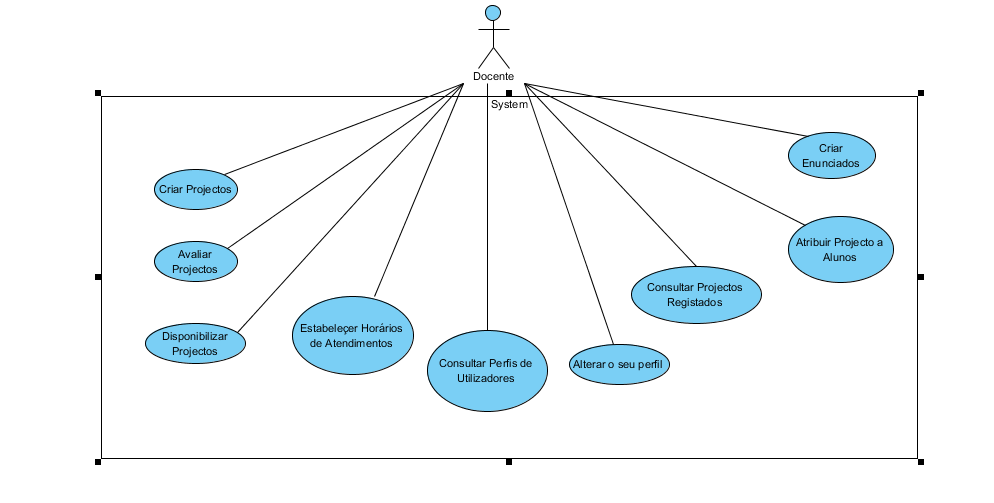 Docente
System
Criar
Enunciados
Criar Projectos
Atribuir Projecto a
Alunos
Avaliar
Projectos
Consultar Projectos
Registados
Estabeleçer Horários
de Atendimentos
Disponibilizar
Projectos
Consultar Perfis de
Utilizadores
Alterar o seu perfil